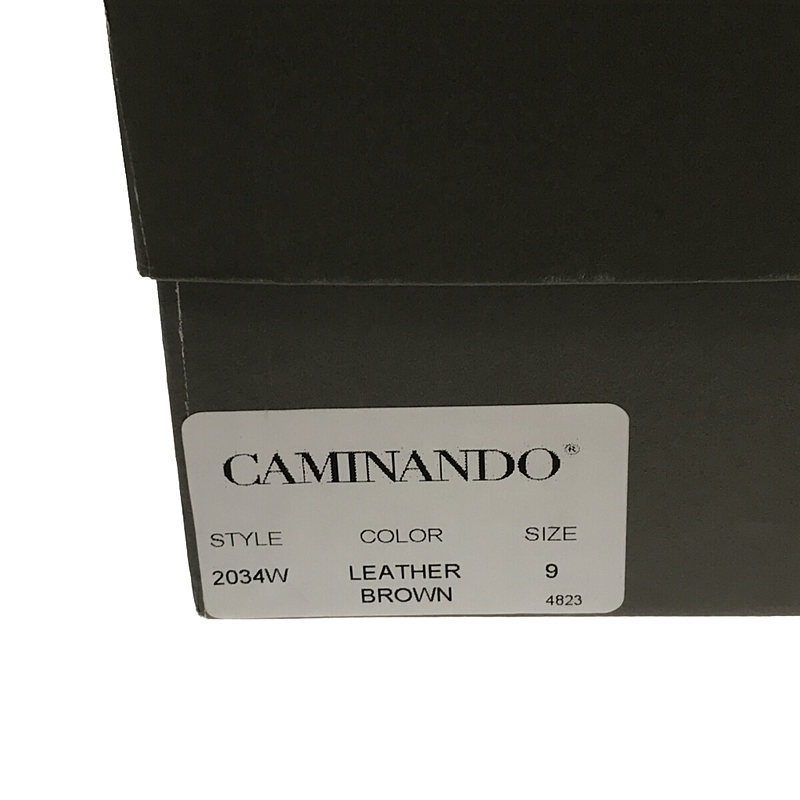 CAMINANDO®
STYLE COLOR SIZE
2034W LEATHER 9
BROWN 4823